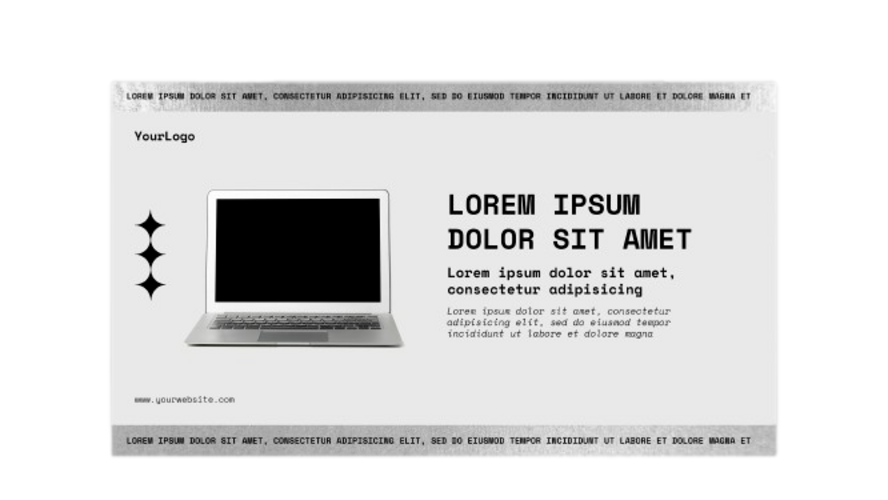 LOREM IPSUM DOLOR SIT AMET, CONSECTETUR ADIPISICING ELIT, SED DO EIUSMOD TEMPOR INCIDIDUNT UT LABORE ET DOLORE MAGNA ET
YourLogo
LOREM IPSUM
DOLOR SIT AMET
Lorem ipsum dolor sit amet,
consectetur adipisicing
Lorem ipsum dolor sit amet, consectetur
adipisicing elit, sed do eiusmod tempor
incididunt ut labore et dolore magna
www.yourwebsite.com
LOREM IPSUM DOLOR SIT AMET, CONSECTETUR ADIPISICING ELIT, SED DO EIUSMOD TEMPOR INCIDIDUNT UT LABORE ET DOLORE MAGNA ET